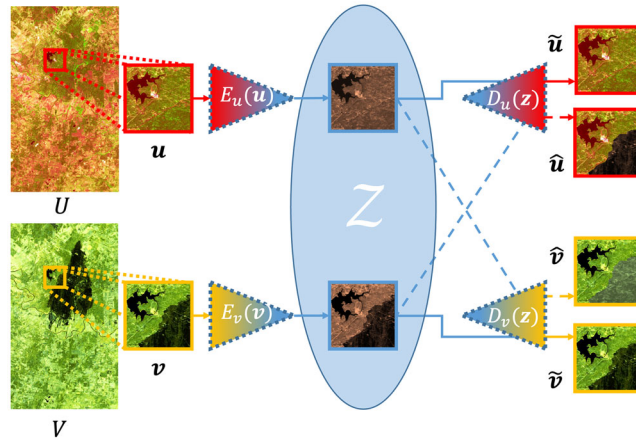 ũ
E_u(u)
D_u(z)
u
û
U
Z
v̂
E_v(v)
D_v(z)
v
ṽ
V